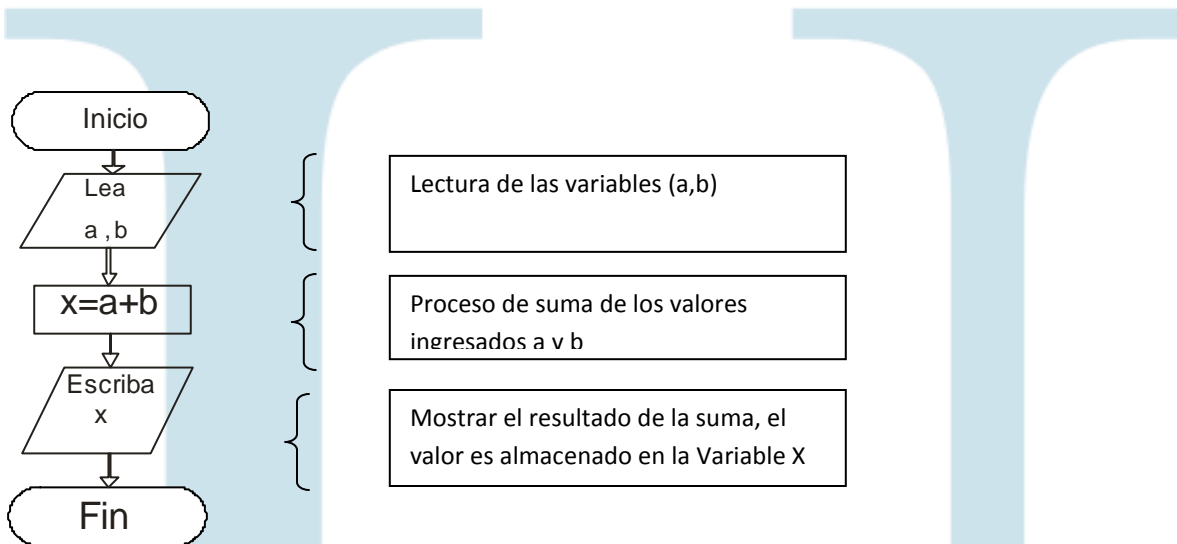 Inicio
Lea
a ,b
x=a+b
Escriba
x
Fin
Lectura de las variables (a,b)
Proceso de suma de los valores
ingresados a y b
Mostrar el resultado de la suma, el
valor es almacenado en la Variable X